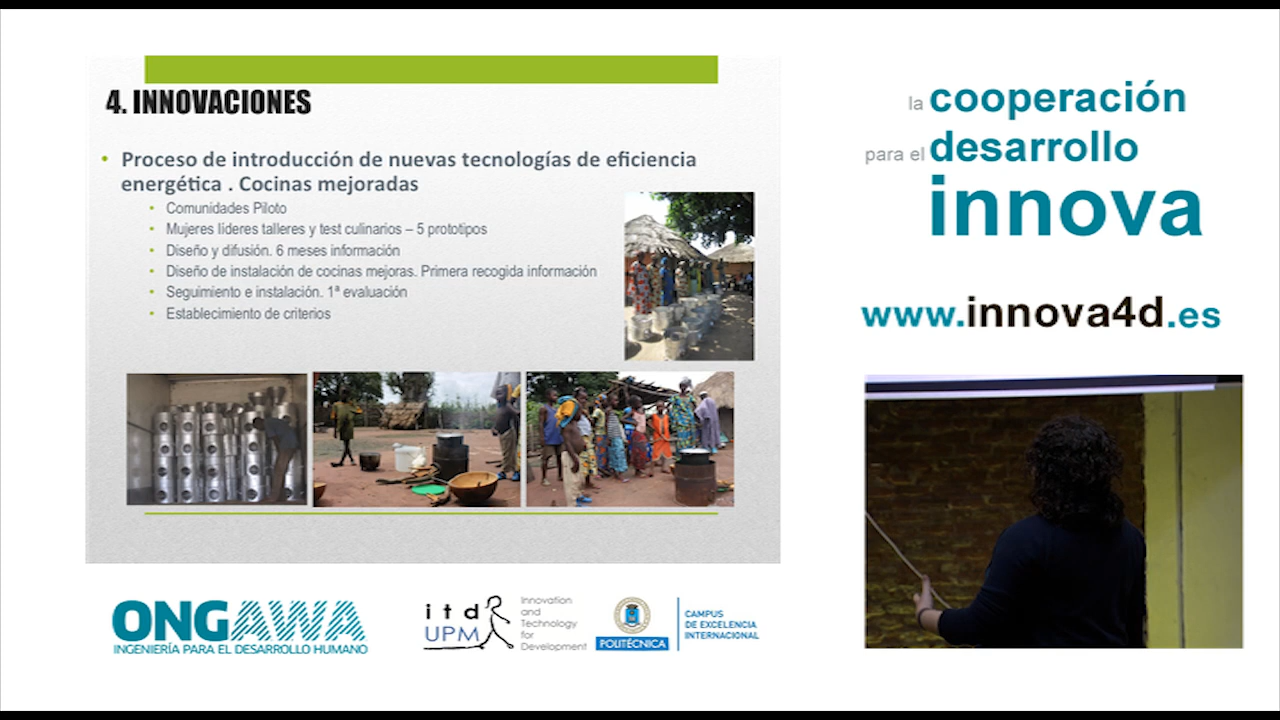 4. INNOVACIONES
• Proceso de introducción de nuevas tecnologías de eficiencia
energética . Cocinas mejoradas
• Comunidades Piloto
• Mujeres líderes talleres y test culinarios – 5 prototipos
• Diseño y difusión. 6 meses información
• Diseño de instalación de cocinas mejoras. Primera recogida información
• Seguimiento e instalación. 1ª evaluación
• Establecimiento de criterios
la cooperación
para el desarrollo
innova
www.innova4d.es
ONGAWA
INGENIERÍA PARA EL DESARROLLO HUMANO
itd
UPM
Innovation
and
Technology
for
Development
POLITÉCNICA
CAMPUS
DE EXCELENCIA
INTERNACIONAL